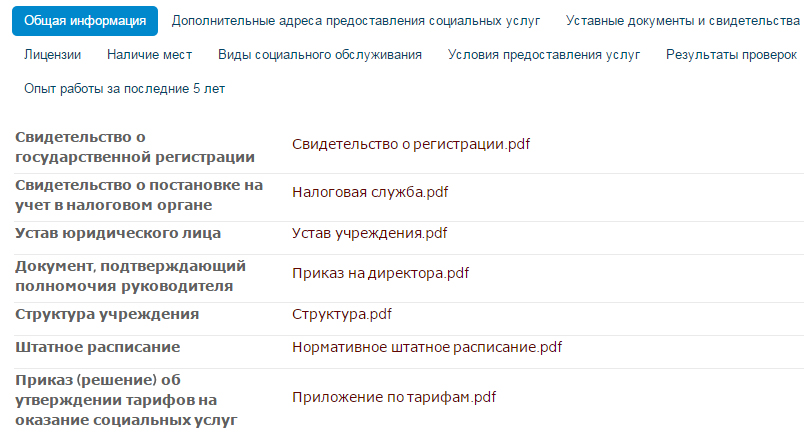 Общая информация Дополнительные адреса предоставления социальных услуг Уставные документы и свидетельства
Лицензии Наличие мест Виды социального обслуживания Условия предоставления услуг Результаты проверок
Опыт работы за последние 5 лет
Свидетельство о
государственной регистрации
Свидетельство о регистрации.pdf
Свидетельство о постановке на
учет в налоговом органе
Налоговая служба.pdf
Устав юридического лица Устав учреждения.pdf
Документ, подтверждающий
полномочия руководителя
Приказ на директора.pdf
Структура учреждения Структура.pdf
Штатное расписание Нормативное штатное расписание.pdf
Приказ (решение) об
утверждении тарифов на
оказание социальных услуг
Приложение по тарифам.pdf